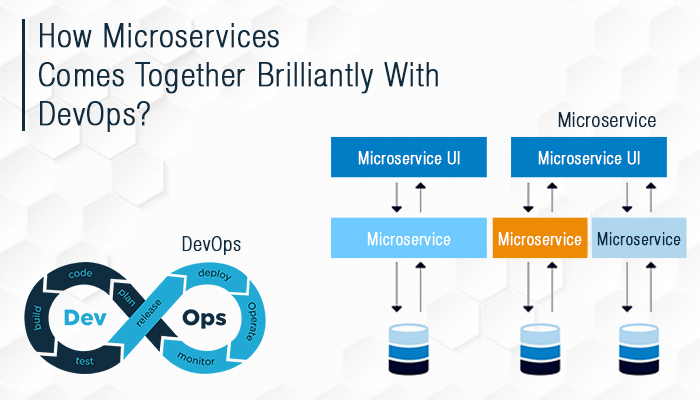 How Microservices
Comes Together Brilliantly With
DevOps?
Microservice
Microservice UI
Microservice UI
Microservice
Microservice
Microservice
DevOps
code
build
plan
test
Dev
release
deploy
Operate
monitor
Ops